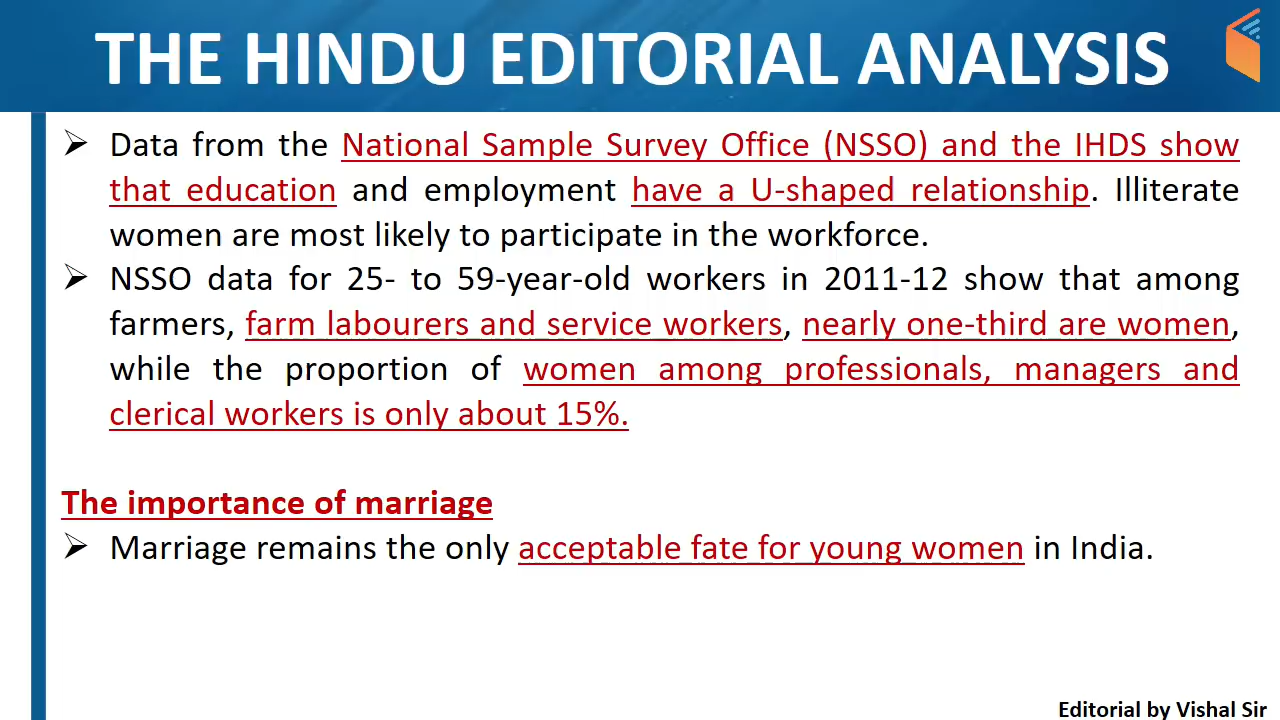 THE HINDU EDITORIAL ANALYSIS
➢ Data from the National Sample Survey Office (NSSO) and the IHDS show
that education and employment have a U-shaped relationship. Illiterate
women are most likely to participate in the workforce.
➢ NSSO data for 25- to 59-year-old workers in 2011-12 show that among
farmers, farm labourers and service workers, nearly one-third are women,
while the proportion of women among professionals, managers and
clerical workers is only about 15%.
The importance of marriage
➢ Marriage remains the only acceptable fate for young women in India.
Editorial by Vishal Sir